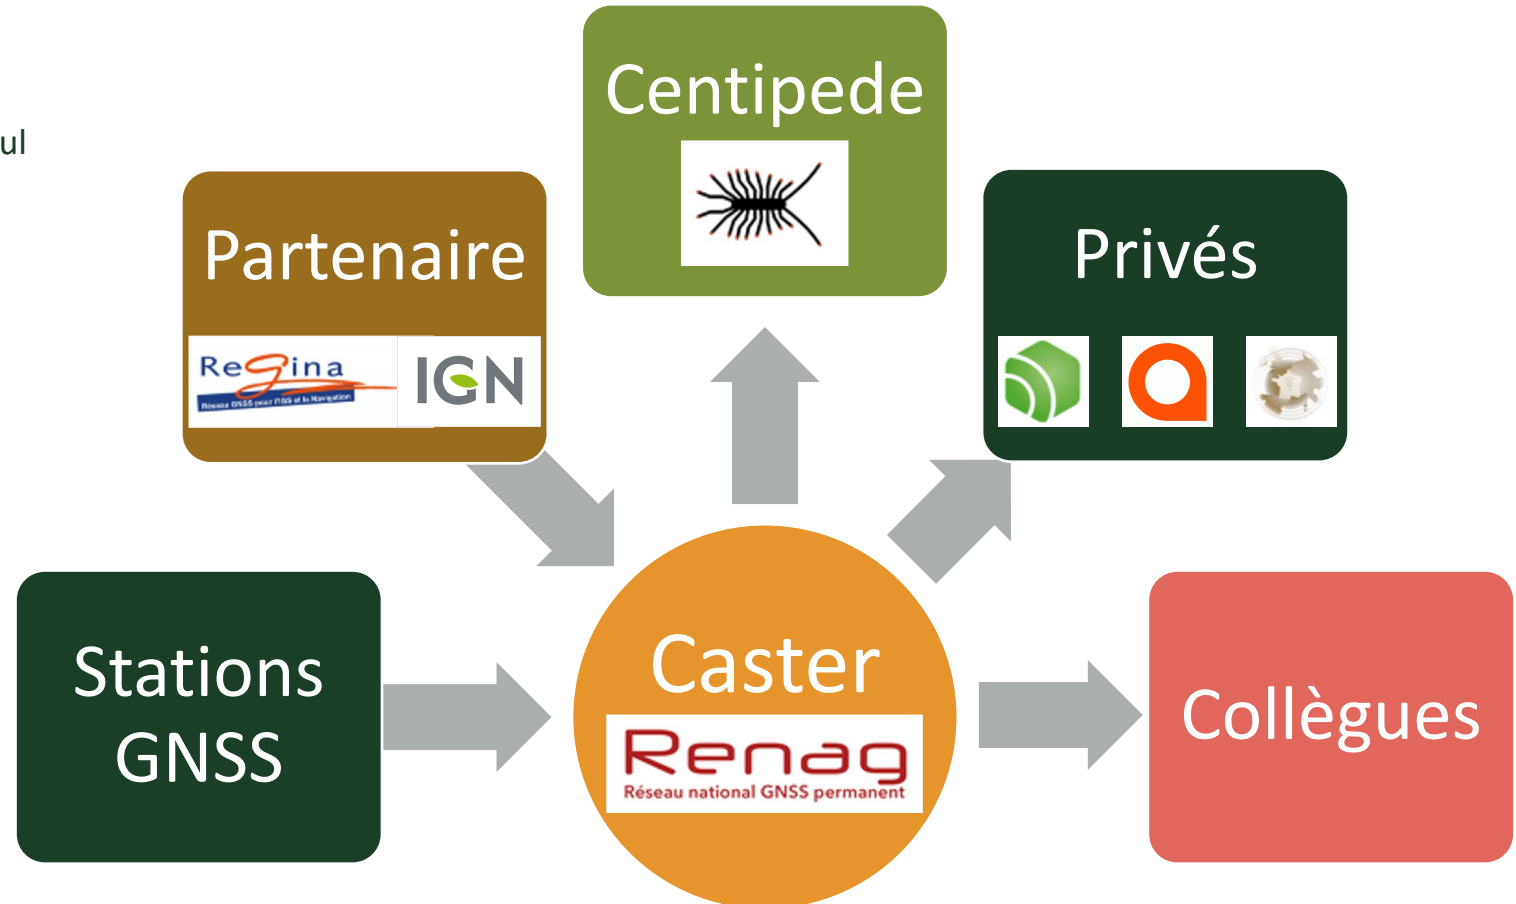 Centipede
ul
Partenaire
ReGina
Réseau GNSS pour l'IGS et la Navigation
IGN
Privés
Stations
GNSS
Caster
Renag
Réseau national GNSS permanent
Collègues